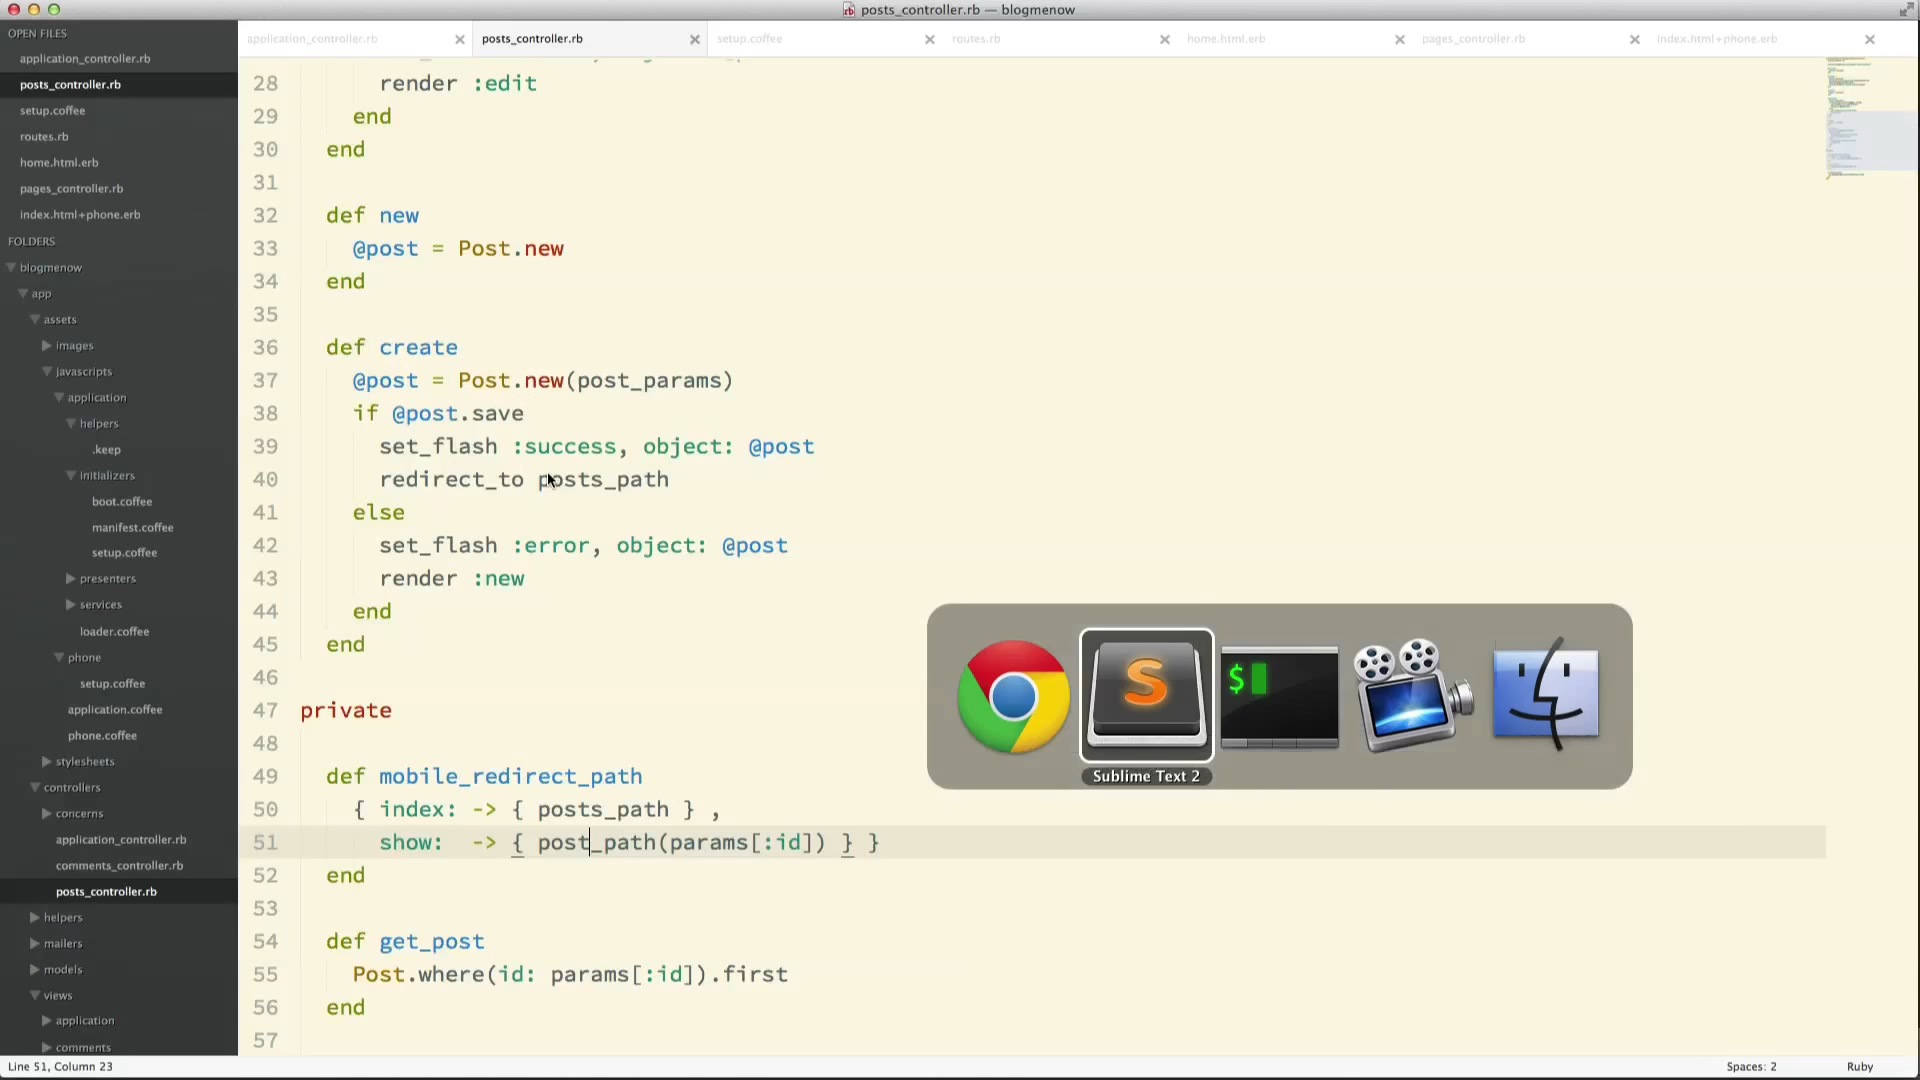 posts_controller.rb — blogmenow
OPEN FILES
application_controller.rb
posts_controller.rb
setup.coffee
routes.rb
home.html.erb
pages_controller.rb
index.html+phone.erb
FOLDERS
blogmenow
app
assets
images
javascripts
application
helpers
.keep
initializers
boot.coffee
manifest.coffee
setup.coffee
presenters
services
loader.coffee
phone
setup.coffee
application.coffee
phone.coffee
stylesheets
controllers
concerns
application_controller.rb
comments_controller.rb
posts_controller.rb
helpers
mailers
models
views
application
comments
application_controller.rb
posts_controller.rb
setup.coffee
routes.rb
home.html.erb
pages_controller.rb
index.html+phone.erb
28 render :edit
29 end
30 end
31
32 def new
33 @post = Post.new
34 end
35
36 def create
37 @post = Post.new(post_params)
38 if @post.save
39 set_flash :success, object: @post
40 redirect_to posts_path
41 else
42 set_flash :error, object: @post
43 render :new
44 end
45 end
46
47 private
48
49 def mobile_redirect_path
50 { index: -> { posts_path } ,
51 show: -> { post_path(params[:id]) } }
52 end
53
54 def get_post
55 Post.where(id: params[:id]).first
56 end
57
$
Sublime Text 2
Line 51, Column 23
Spaces: 2
Ruby